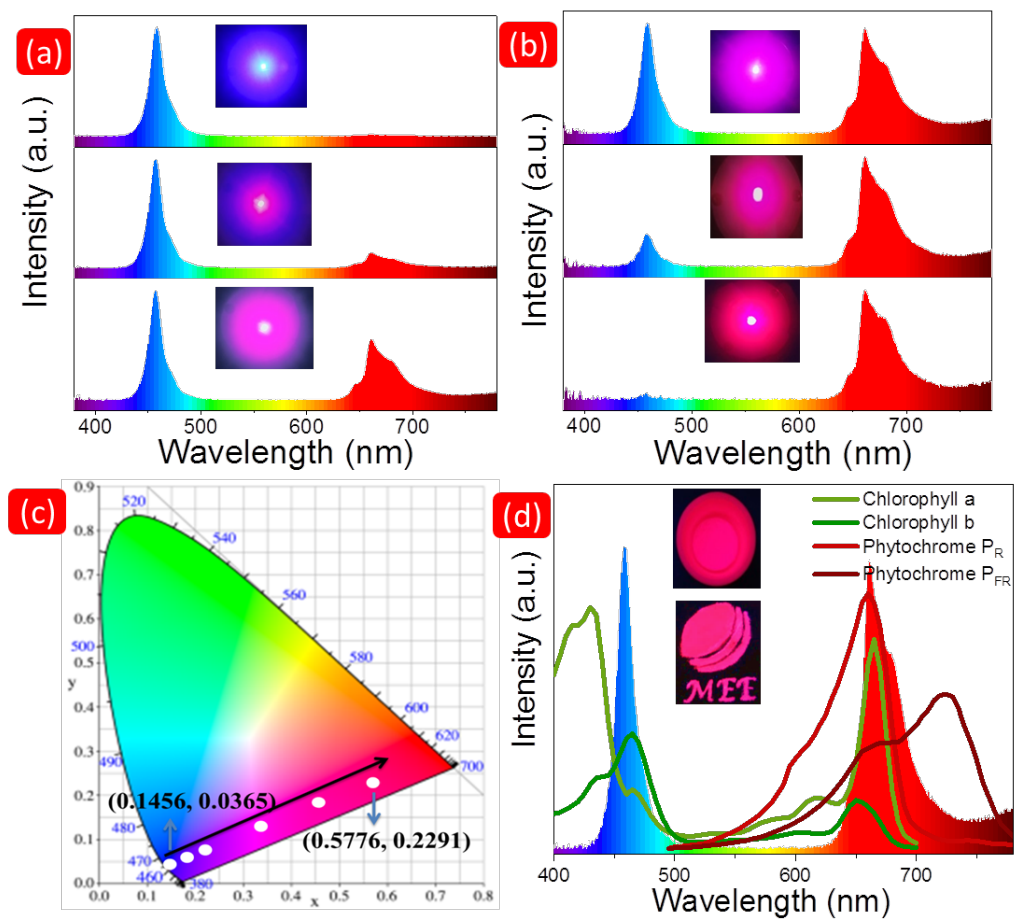 (a)
Intensity (a.u.)
400 500 600 700
Wavelength (nm)
(b)
Intensity (a.u.)
400 500 600 700
Wavelength (nm)
(c)
0.9
0.8
0.7
0.6
0.5
0.4
0.3
0.2
0.1
0.0
y
0.0 0.1 0.2 0.3 0.4 0.5 0.6 0.7 0.8
x
520
540
560
580
600
620
700
500
490
480
470
460
380
(0.1456, 0.0365)
(0.5776, 0.2291)
(d)
Intensity (a.u.)
Chlorophyll a
Chlorophyll b
Phytochrome PR
Phytochrome PFR
MEE
400 500 600 700
Wavelength (nm)